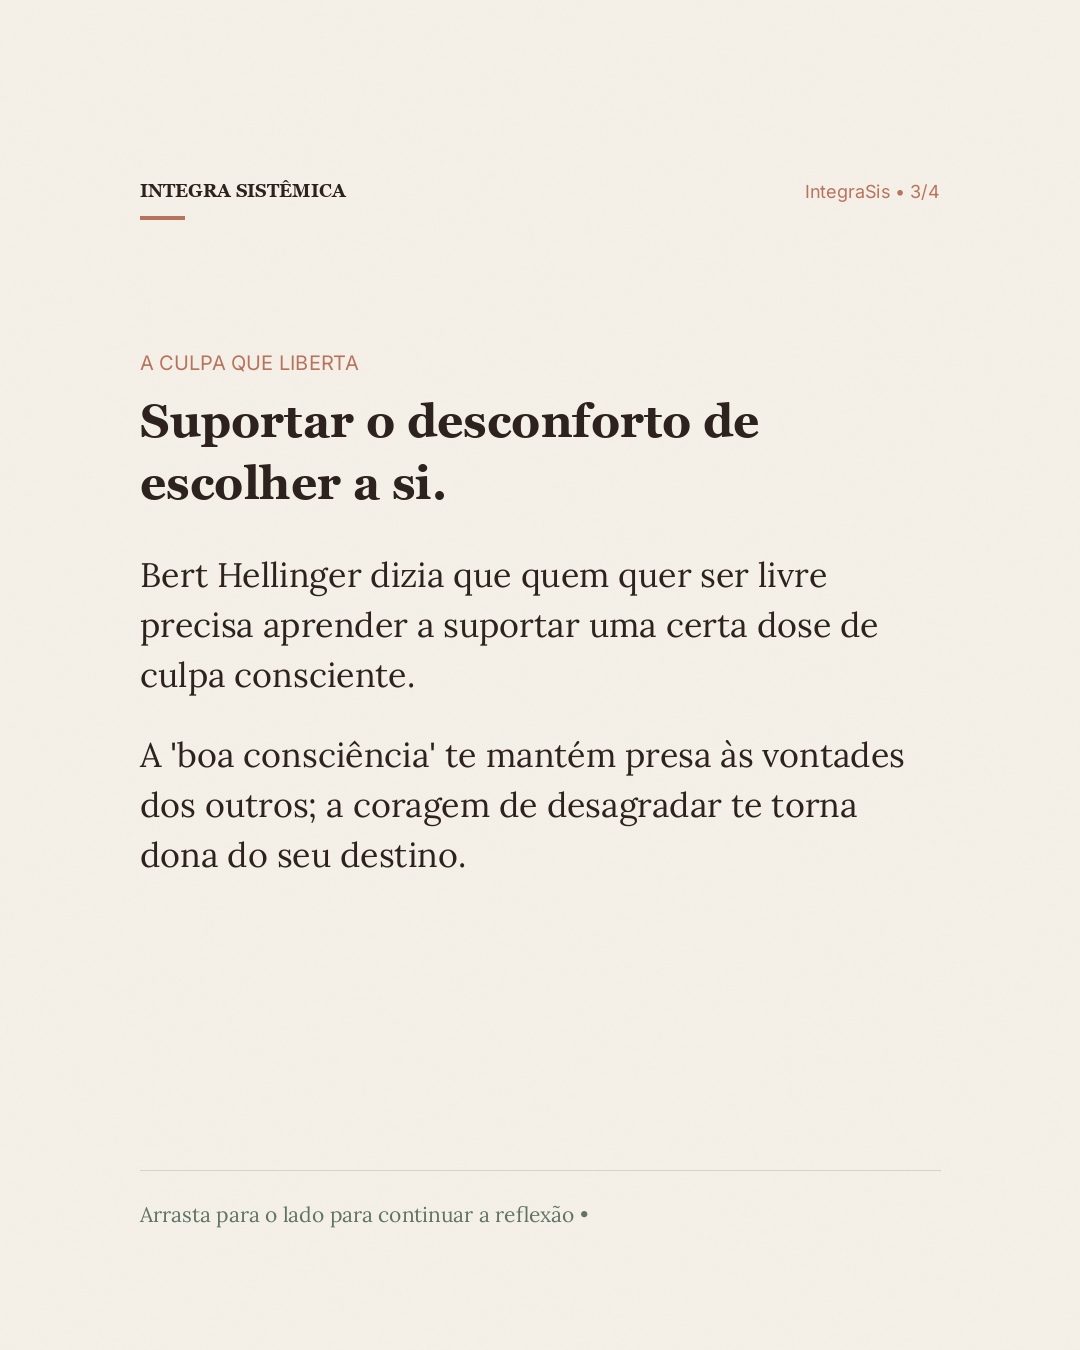 INTEGRA SISTÊMICA
IntegraSis • 3/4
A CULPA QUE LIBERTA
Suportar o desconforto de
escolher a si.
Bert Hellinger dizia que quem quer ser livre
precisa aprender a suportar uma certa dose de
culpa consciente.
A 'boa consciência' te mantém presa às vontades
dos outros; a coragem de desagradar te torna
dona do seu destino.
Arrasta para o lado para continuar a reflexão •